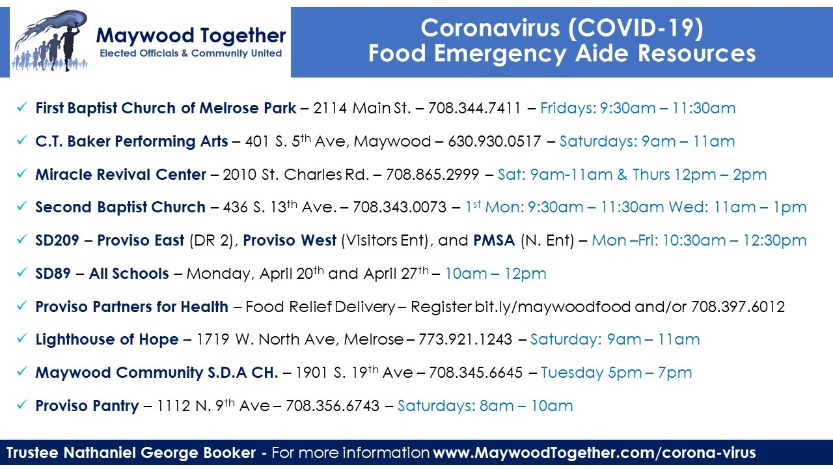 Maywood Together
Elected Officials & Community United
Coronavirus (COVID-19)
Food Emergency Aide Resources
✓ First Baptist Church of Melrose Park – 2114 Main St. – 708.344.7411 – Fridays: 9:30am – 11:30am
✓ C.T. Baker Performing Arts – 401 S. 5th Ave, Maywood – 630.930.0517 – Saturdays: 9am – 11am
✓ Miracle Revival Center – 2010 St. Charles Rd. – 708.865.2999 – Sat: 9am-11am & Thurs 12pm – 2pm
✓ Second Baptist Church – 436 S. 13th Ave. – 708.343.0073 – 1st Mon: 9:30am – 11:30am Wed: 11am – 1pm
✓ SD209 – Proviso East (DR 2), Proviso West (Visitors Ent), and PMSA (N. Ent) – Mon –Fri: 10:30am – 12:30pm
✓ SD89 – All Schools – Monday, April 20th and April 27th – 10am – 12pm
✓ Proviso Partners for Health – Food Relief Delivery – Register bit.ly/maywoodfood and/or 708.397.6012
✓ Lighthouse of Hope – 1719 W. North Ave, Melrose – 773.921.1243 – Saturday: 9am – 11am
✓ Maywood Community S.D.A CH. – 1901 S. 19th Ave – 708.345.6645 – Tuesday 5pm – 7pm
✓ Proviso Pantry – 1112 N. 9th Ave – 708.356.6743 – Saturdays: 8am – 10am
Trustee Nathaniel George Booker - For more information www.MaywoodTogether.com/corona-virus